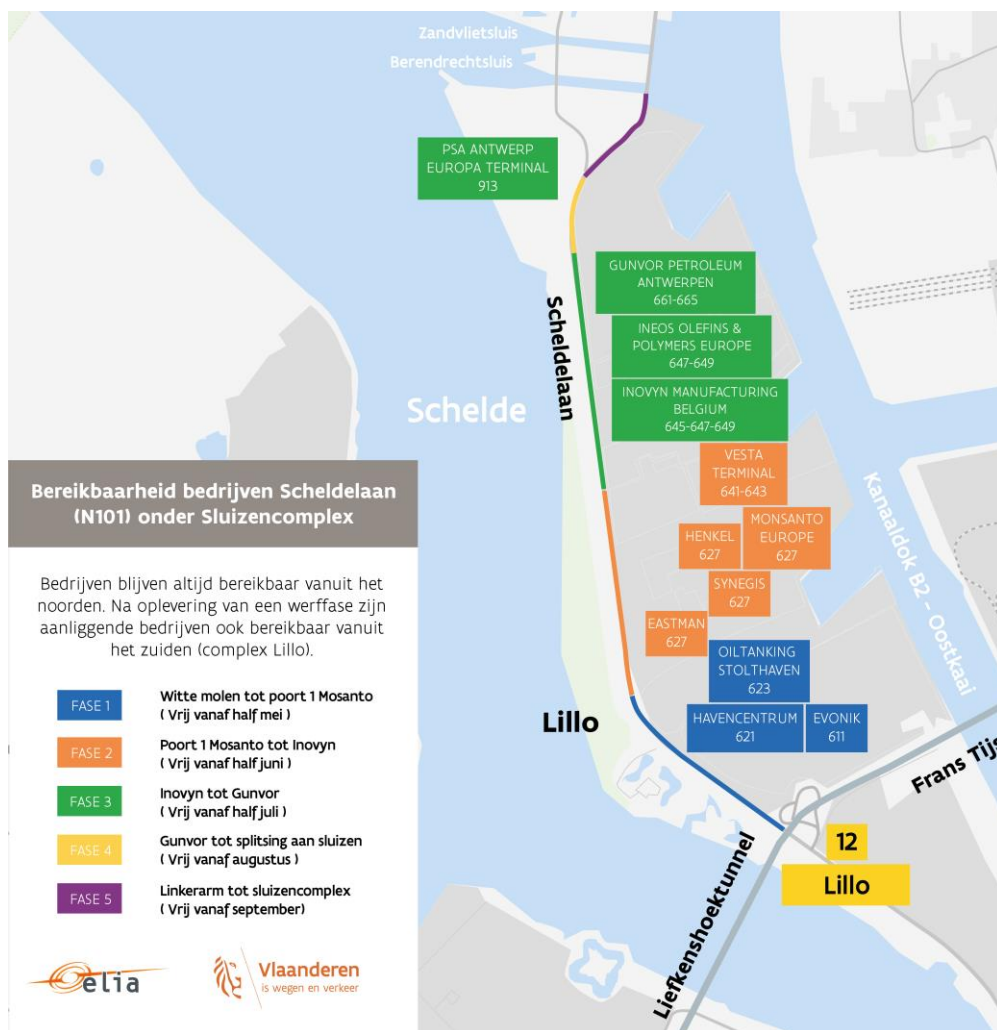 Zandvlietsluis
Berendrechtsluis
PSA ANTWERP
EUROPA TERMINAL
913
GUNVOR PETROLEUM
ANTWERPEN
661-665
INEOS OLEFINS &
POLYMERS EUROPE
647-649
INOVYN MANUFACTURING
BELGIUM
645-647-649
Scheldelaan
Schelde
VESTA
TERMINAL
641-643
MONSANTO
EUROPE
627
HENKEL
627
SYNEGIS
627
EASTMAN
627
OILTANKING
STOLTHAVEN
623
HAVENCENTRUM
621
EVONIK
611
Kanaaldok B2 - Oostkaai
Lillo
Frans Tijs
Liefkenshoektunnel
12
Lillo
Bereikbaarheid bedrijven Scheldelaan
(N101) onder Sluizencomplex
Bedrijven blijven altijd bereikbaar vanuit het
noorden. Na oplevering van een werffase zijn
aanliggende bedrijven ook bereikbaar vanuit
het zuiden (complex Lillo).
FASE 1
Witte molen tot poort 1 Mosanto
( Vrij vanaf half mei )
FASE 2
Poort 1 Mosanto tot Inovyn
( Vrij vanaf half juni )
FASE 3
Inovyn tot Gunvor
( Vrij vanaf half juli )
FASE 4
Gunvor tot splitsing aan sluizen
( Vrij vanaf augustus )
FASE 5
Linkerarm tot sluizencomplex
( Vrij vanaf september)
elia
Vlaanderen
is wegen en verkeer